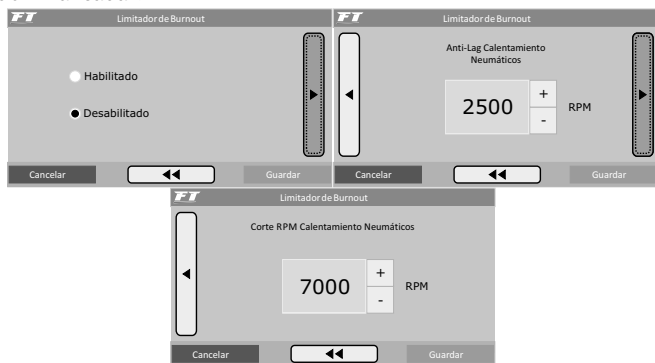 FT Limitador de Burnout
Habilitado
Desabilitado
Cancelar Guardar
FT Limitador de Burnout
Anti-Lag Calentamiento
Neumáticos
2500 + - RPM
Cancelar Guardar
FT Limitador de Burnout
Corte RPM Calentamiento Neumáticos
7000 + - RPM
Cancelar Guardar